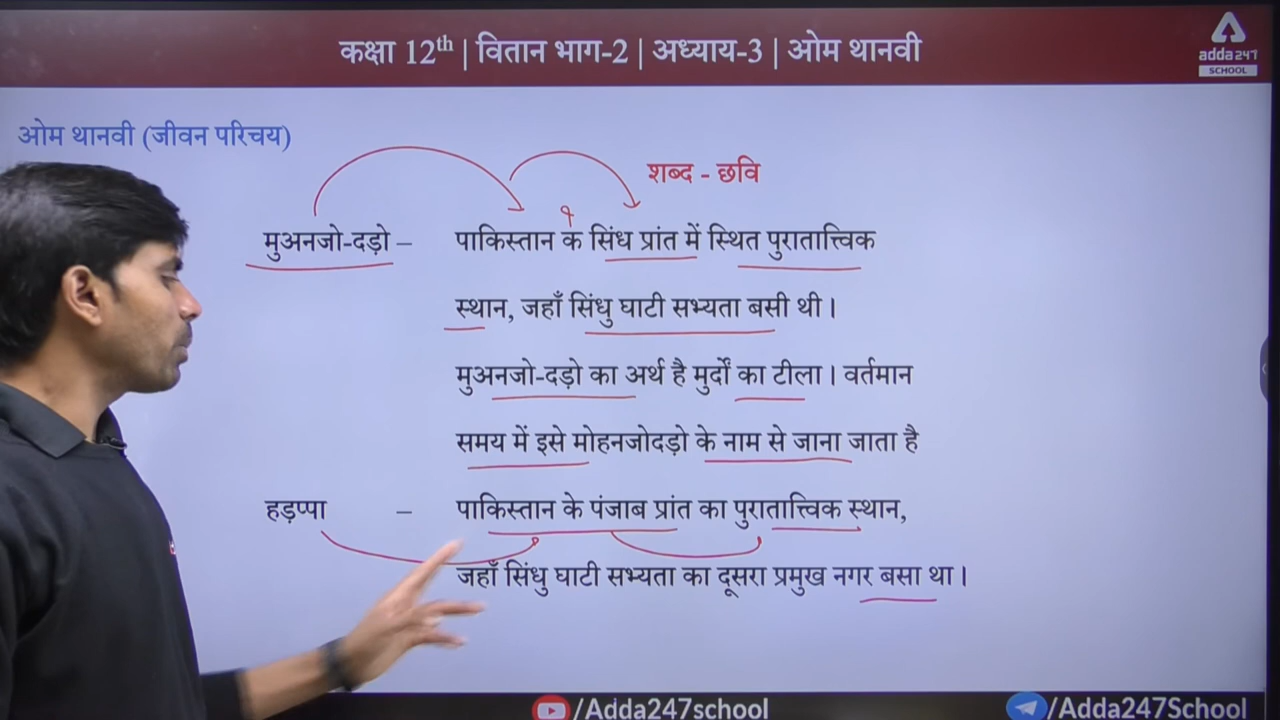 कक्षा 12th | वितान भाग-2 | अध्याय-3 | ओम थानवी
adda247
SCHOOL
ओम थानवी (जीवन परिचय)
शब्द - छवि
मुअनजो-दड़ो – पाकिस्तान के सिंध प्रांत में स्थित पुरातात्त्विक
स्थान, जहाँ सिंधु घाटी सभ्यता बसी थी।
मुअनजो-दड़ो का अर्थ है मुर्दों का टीला। वर्तमान
समय में इसे मोहनजोदड़ो के नाम से जाना जाता है
हड़प्पा – पाकिस्तान के पंजाब प्रांत का पुरातात्त्विक स्थान,
जहाँ सिंधु घाटी सभ्यता का दूसरा प्रमुख नगर बसा था।
/Adda247school
/Adda247School